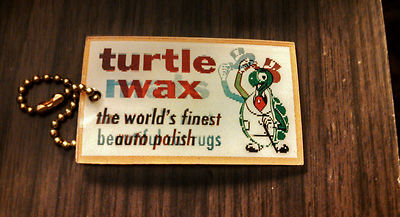 turtle
wax
the world's finest
auto polish